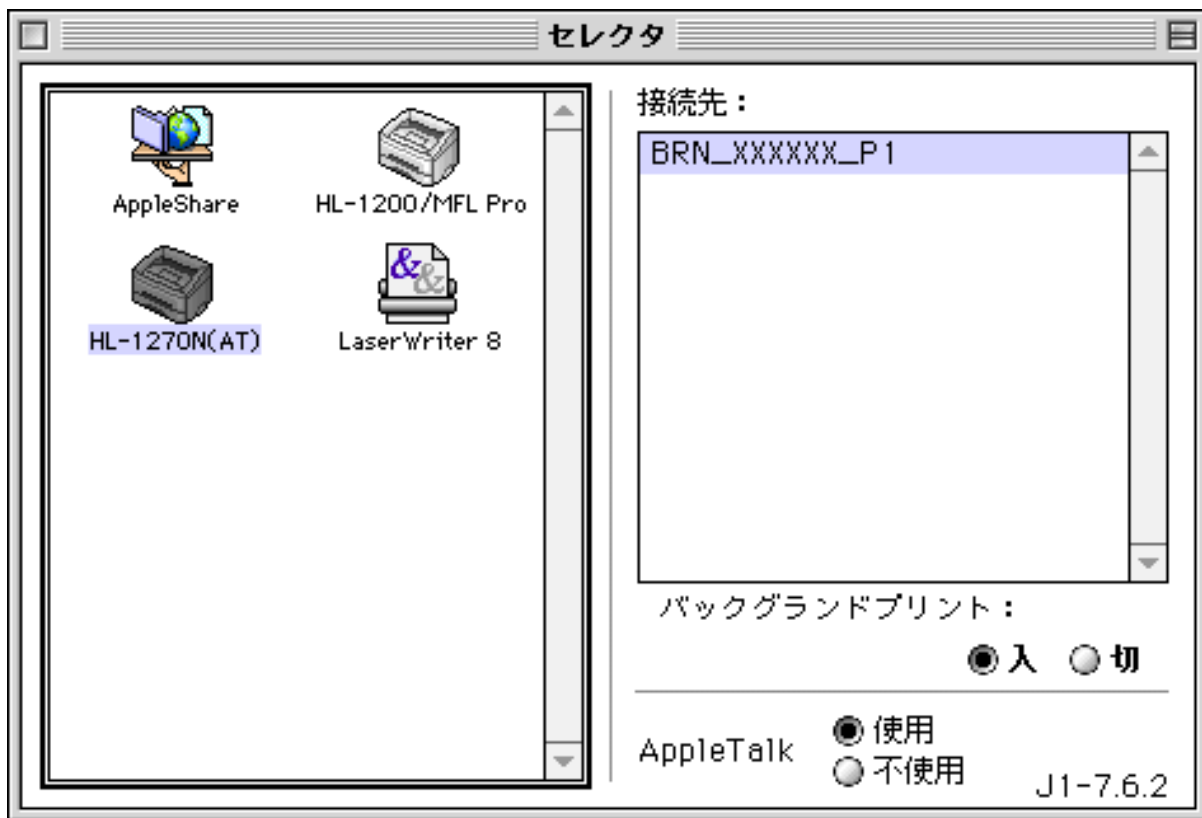 セレクタ
AppleShare
HL-1200/MFL Pro
HL-1270N(AT)
LaserWriter 8
接続先：
BRN_XXXXXX_P1
バックグランドプリント：
入 切
AppleTalk
使用
不使用
J1-7.6.2